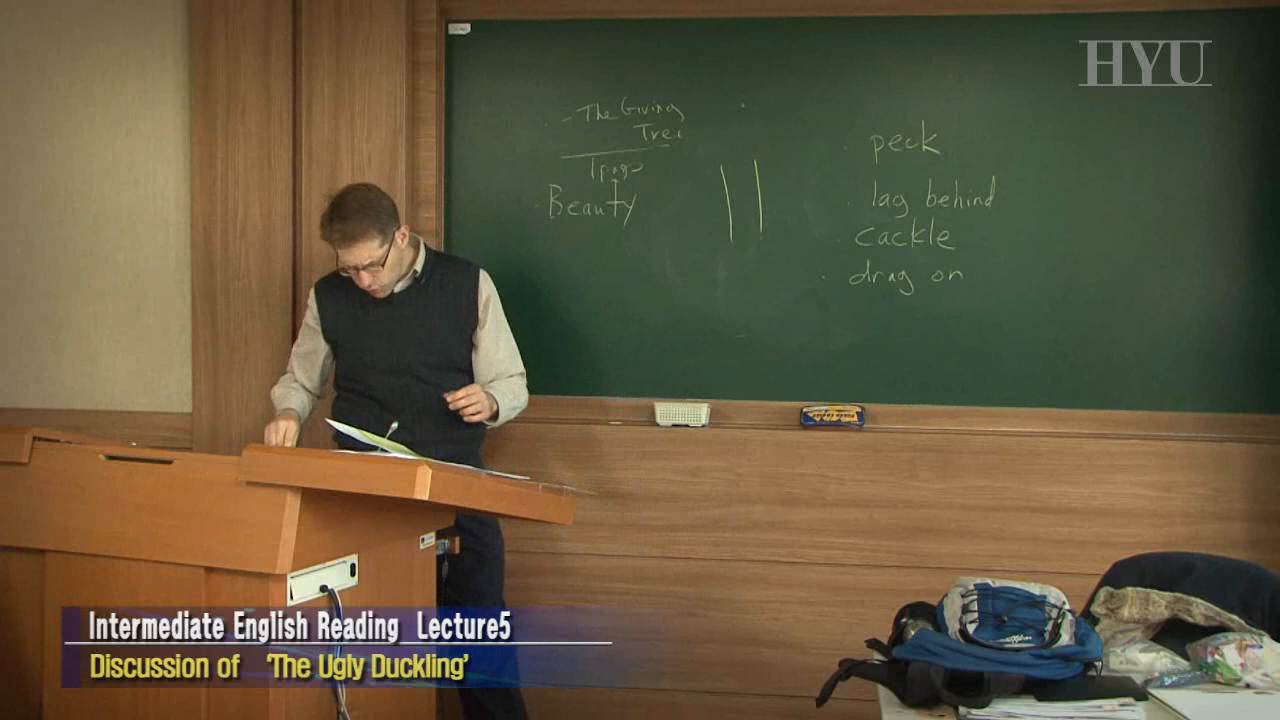 HYU
- The Giving
Tree
Beauty
peck
lag behind
cackle
drag on
Intermediate English Reading Lecture5
Discussion of 'The Ugly Duckling'